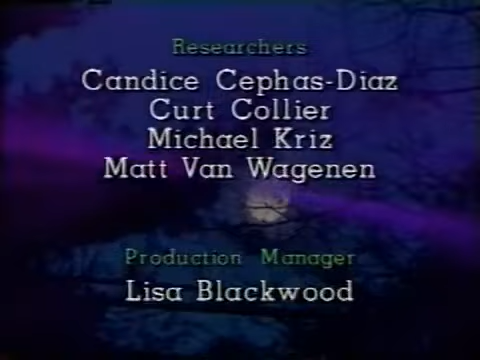 Researchers
Candice Cephas-Diaz
Curt Collier
Michael Kriz
Matt Van Wagenen
Production Manager
Lisa Blackwood